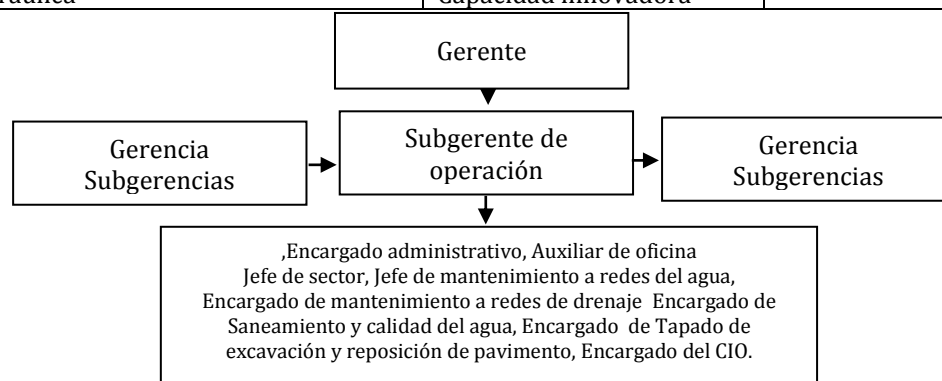 Gerente
Gerencia
Subgerencias
Subgerente de
operación
Gerencia
Subgerencias
,Encargado administrativo, Auxiliar de oficina
Jefe de sector, Jefe de mantenimiento a redes del agua,
Encargado de mantenimiento a redes de drenaje Encargado de
Saneamiento y calidad del agua, Encargado de Tapado de
excavación y reposición de pavimento, Encargado del CIO.